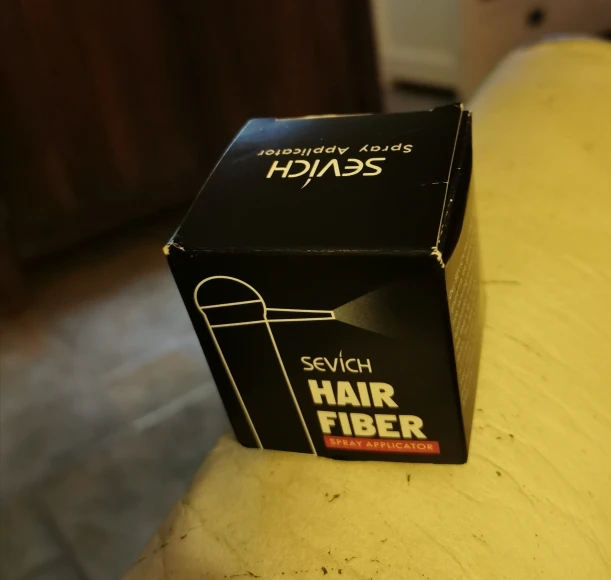 Spray Applicator
SEVICH
SEVICH
HAIR
FIBER
SPRAY APPLICATOR